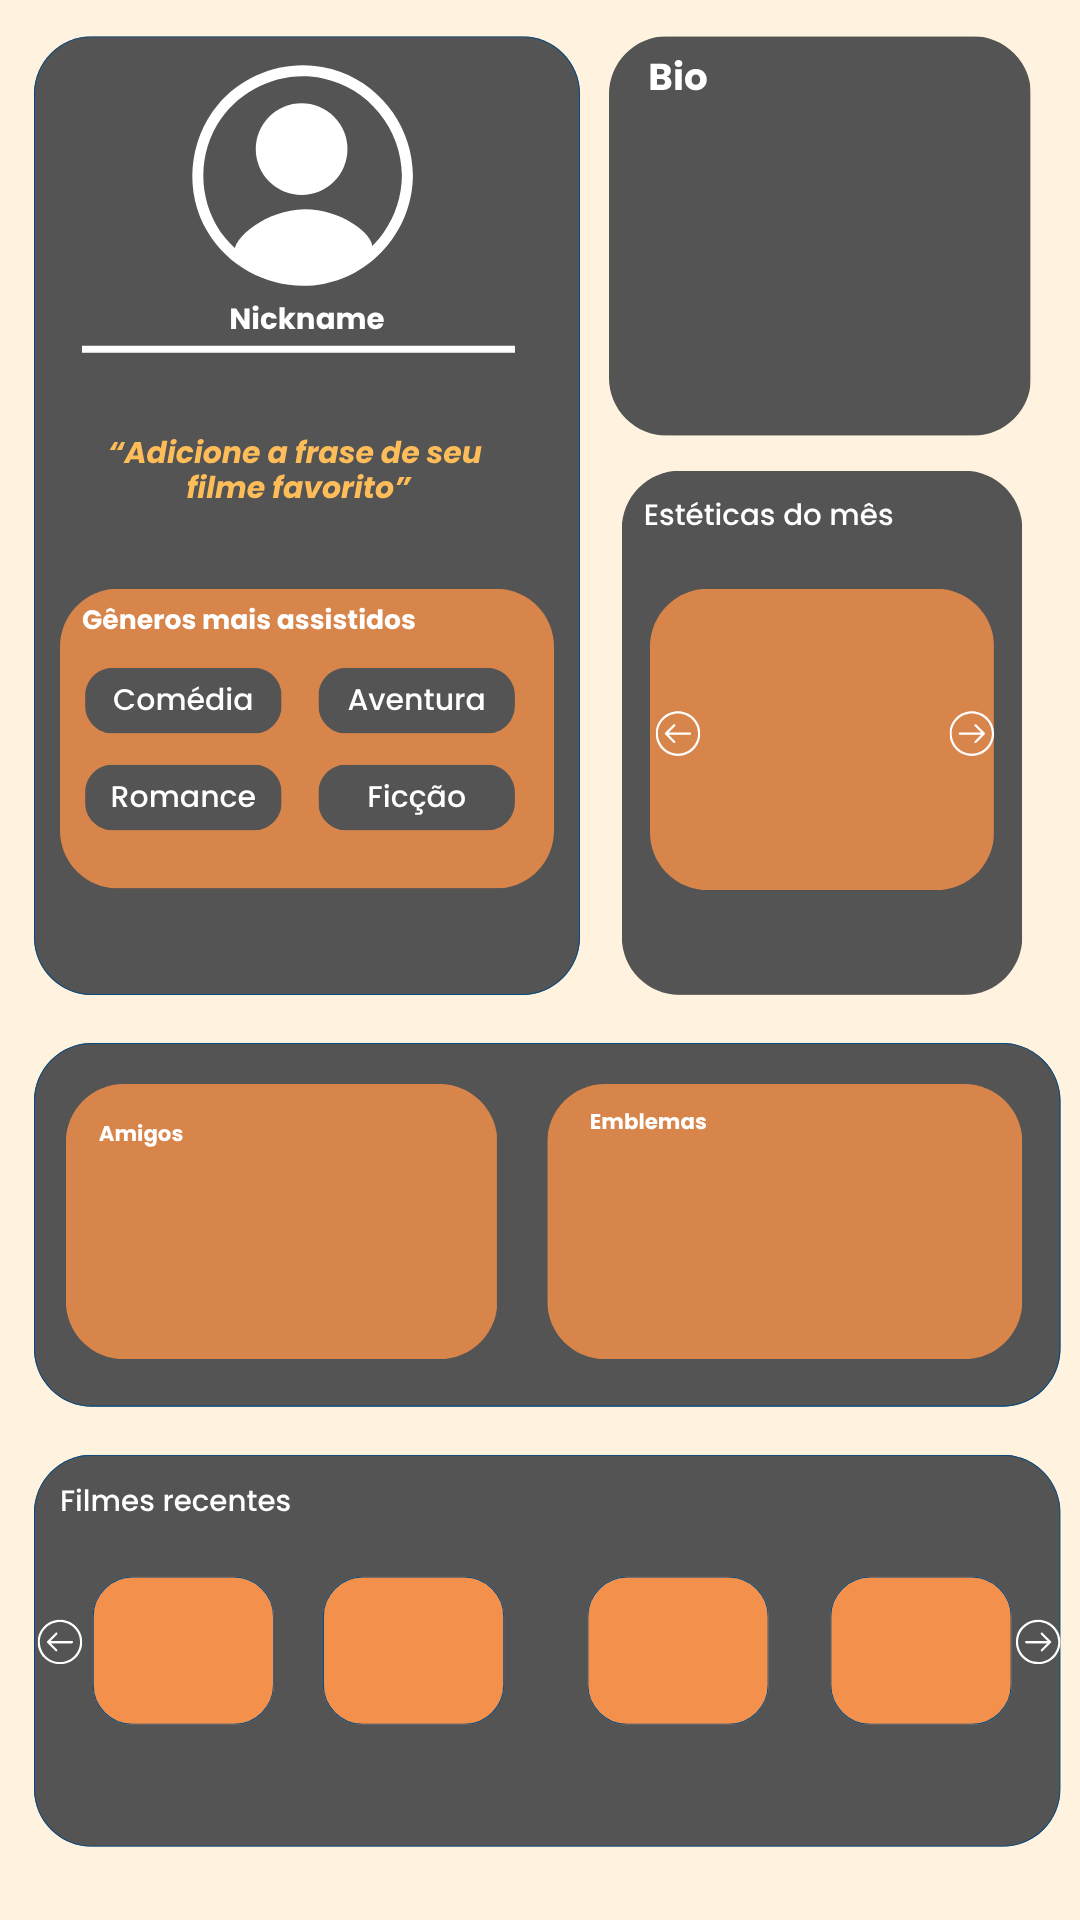 Nickname
“Adicione a frase de seu
filme favorito”
Gêneros mais assistidos
Comédia
Aventura
Romance
Ficção
Bio
Estéticas do mês
Amigos
Emblemas
Filmes recentes